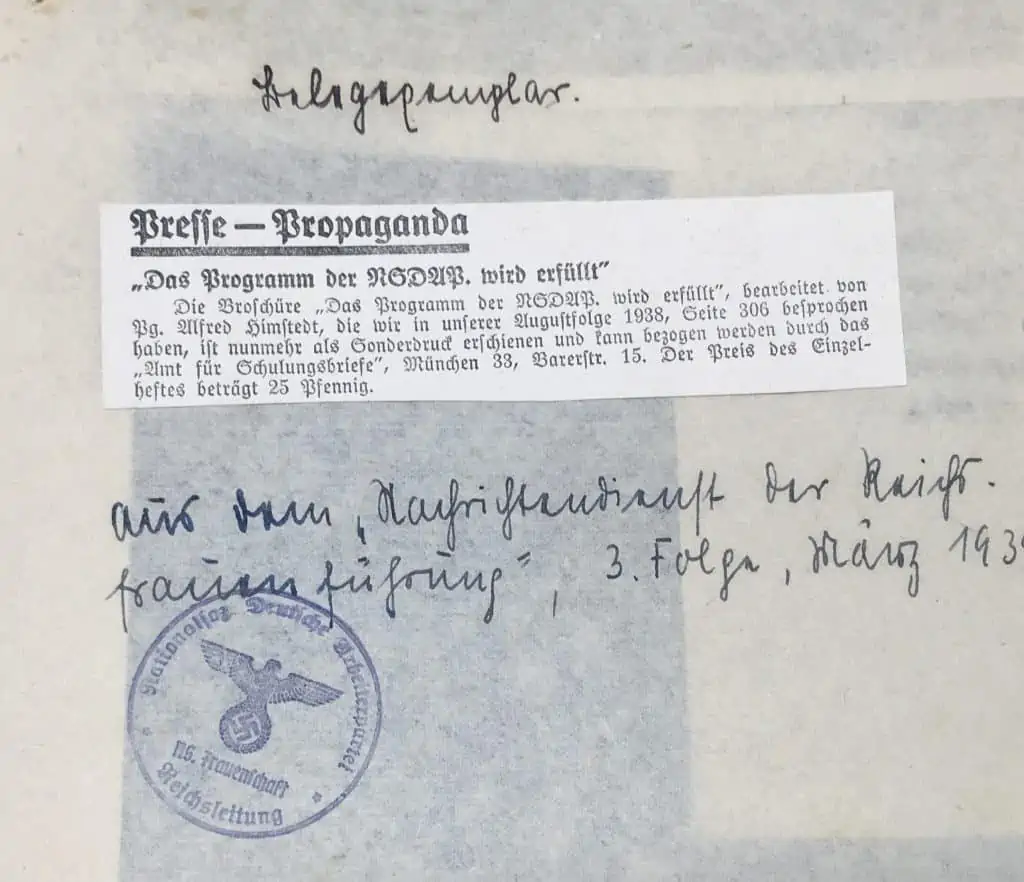 Belegexemplar.
Presse — Propaganda
„Das Programm der NSDAP. wird erfüllt"
Die Broschüre „Das Programm der NSDAP. wird erfüllt", bearbeitet von
Pg. Alfred Himstedt, die wir in unserer Augustfolge 1938, Seite 306 besprochen
haben, ist nunmehr als Sonderdruck erschienen und kann bezogen werden durch das
„Amt für Schulungsbriefe", München 33, Barerstr. 15. Der Preis des Einzel-
heftes beträgt 25 Pfennig.
aus dem „Nachrichtendienst der Reichs-
frauenführung", 3. Folge, März 1939
Nationalsoz. Deutsche Arbeiterpartei
NS. Frauenschaft
Reichsleitung